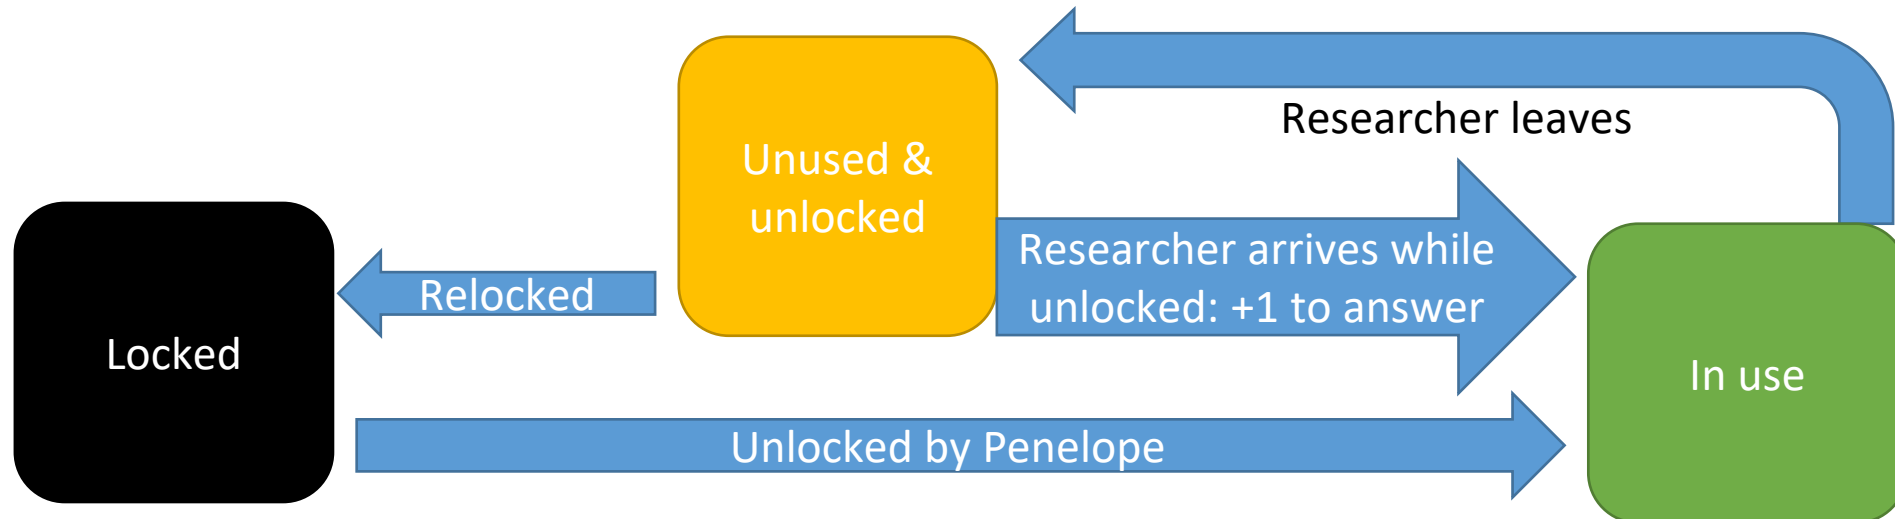 Researcher leaves
Unused &
unlocked
Researcher arrives while
unlocked: +1 to answer
Relocked
Locked
In use
Unlocked by Penelope